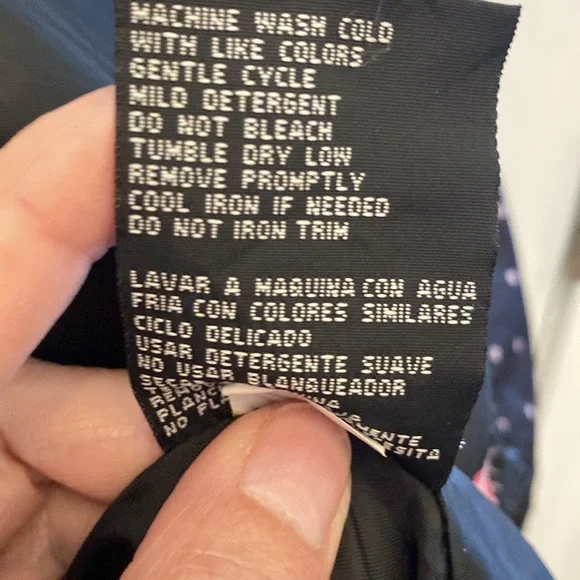 MACHINE WASH COLD
WITH LIKE COLORS
GENTLE CYCLE
MILD DETERGENT
DO NOT BLEACH
TUMBLE DRY LOW
REMOVE PROMPTLY
COOL IRON IF NEEDED
DO NOT IRON TRIM
LAVAR A MAQUINA CON AGUA
FRIA CON COLORES SIMILARES
CICLO DELICADO
USAR DETERGENTE SUAVE
NO USAR BLANQUEADOR
NO